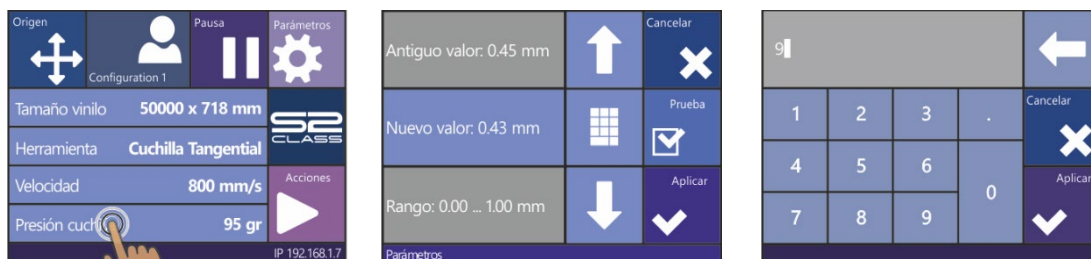 Origen
Configuration 1
Pausa
Parámetros
Tamaño vinilo 50000 x 718 mm
Herramienta Cuchilla Tangential
S2
CLASS
Velocidad 800 mm/s
Acciones
Presión cuchi 95 gr
IP 192.168.1.7
Antiguo valor: 0.45 mm
Cancelar
Nuevo valor: 0.43 mm
Prueba
Rango: 0.00 ... 1.00 mm
Aplicar
Parámetros
9
1 2 3 .
Cancelar
4 5 6
0
Aplicar
7 8 9